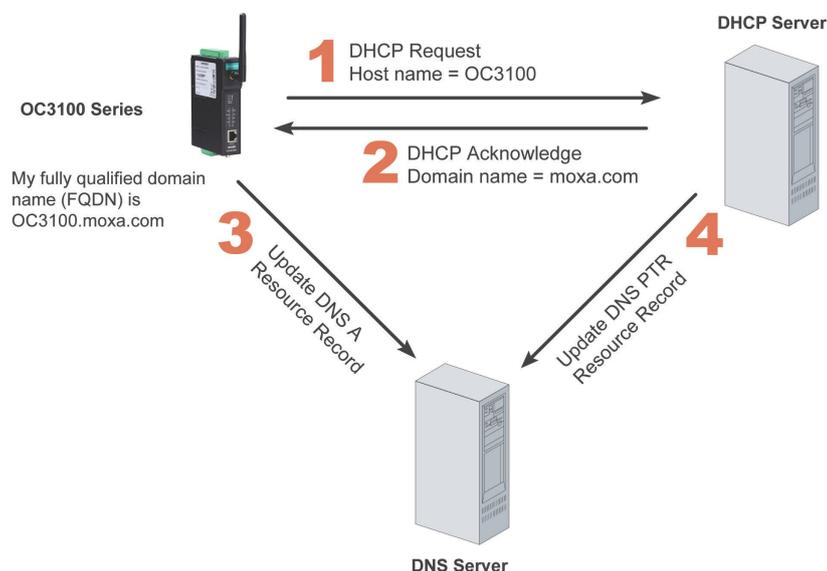 DHCP Server
1
DHCP Request
Host name = OC3100
OC3100 Series
2
DHCP Acknowledge
Domain name = moxa.com
My fully qualified domain
name (FQDN) is
OC3100.moxa.com
3
Update DNS A
Resource Record
4
Update DNS PTR
Resource Record
DNS Server